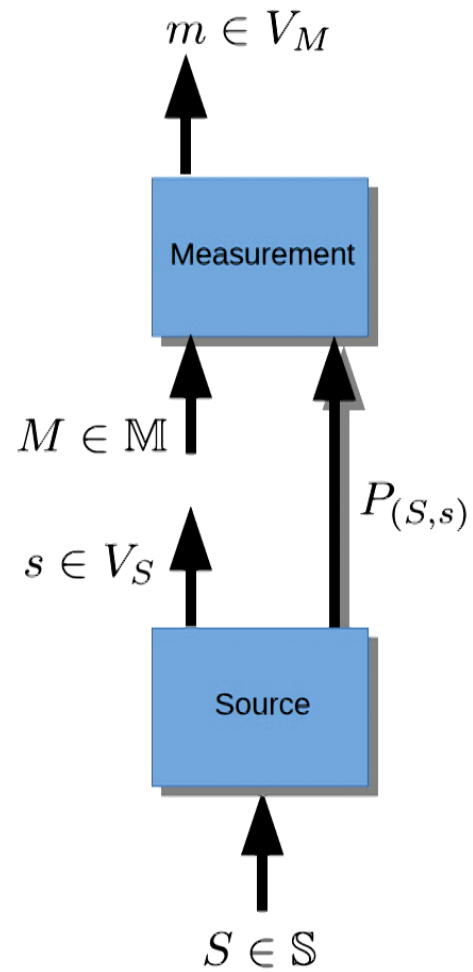 m ∈ V_M
Measurement
M ∈ 𝕄
P_(S,s)
s ∈ V_S
Source
S ∈ 𝕊